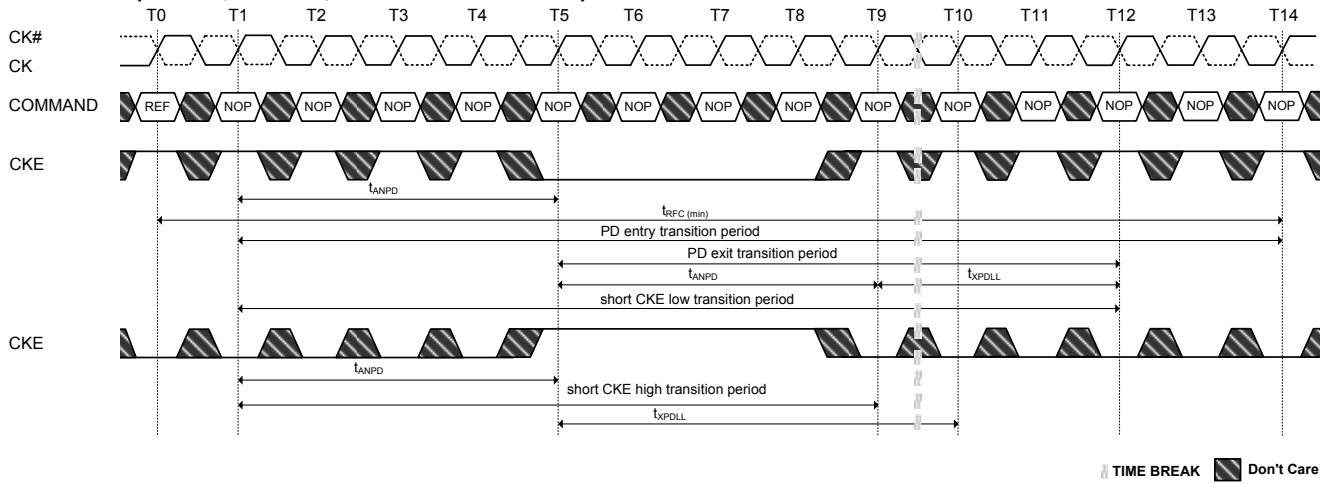 T0 T1 T2 T3 T4 T5 T6 T7 T8 T9 T10 T11 T12 T13 T14
CK#
CK
COMMAND REF NOP NOP NOP NOP NOP NOP NOP NOP NOP NOP NOP NOP NOP NOP
CKE
tANPD
tRFC (min)
PD entry transition period
PD exit transition period
tANPD tXPDLL
short CKE low transition period
CKE
tANPD
short CKE high transition period
tXPDLL
TIME BREAK Don't Care